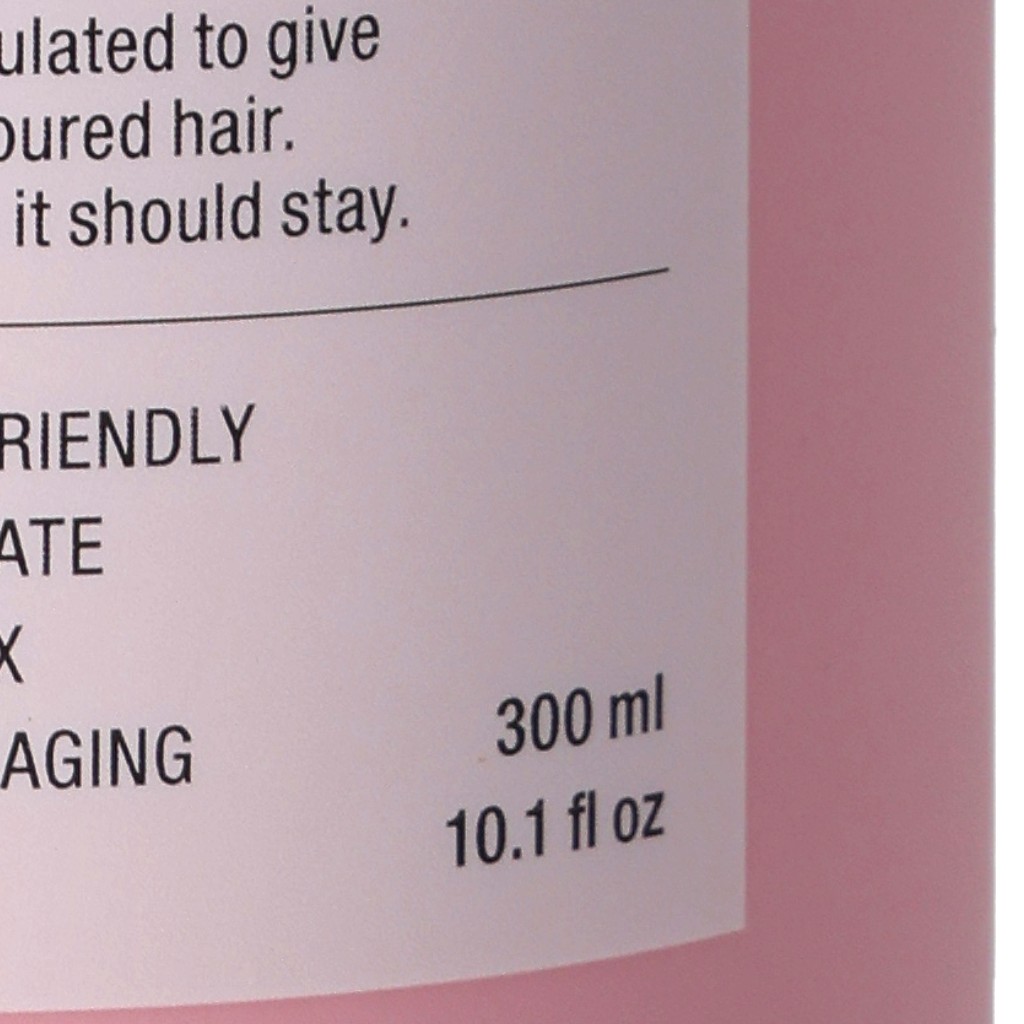 ulated to give
oured hair.
it should stay.
RIENDLY
ATE
X
AGING
300 ml
10.1 fl oz